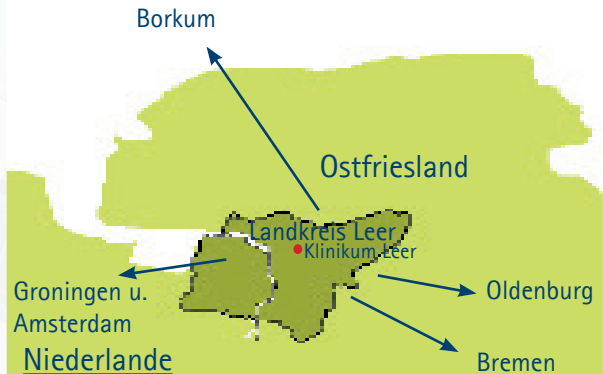 Borkum
Ostfriesland
Landkreis Leer
Klinikum Leer
Groningen u.
Amsterdam
Oldenburg
Niederlande
Bremen